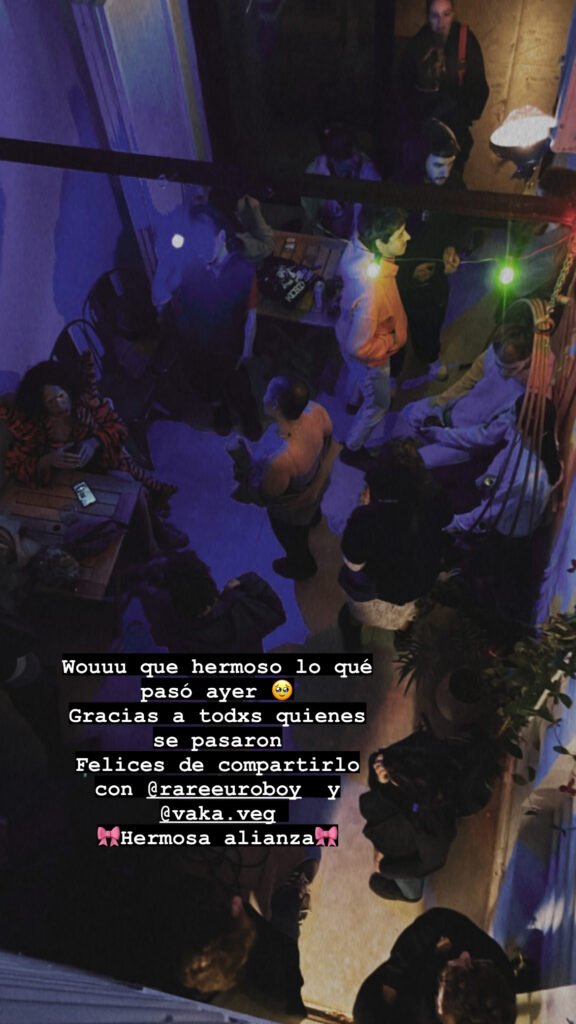 Wouuu que hermoso lo qué
pasó ayer 🥹
Gracias a todxs quienes
se pasaron
Felices de compartirlo
con @rareeuroboy y
@vaka.veg
🎀Hermosa alianza🎀